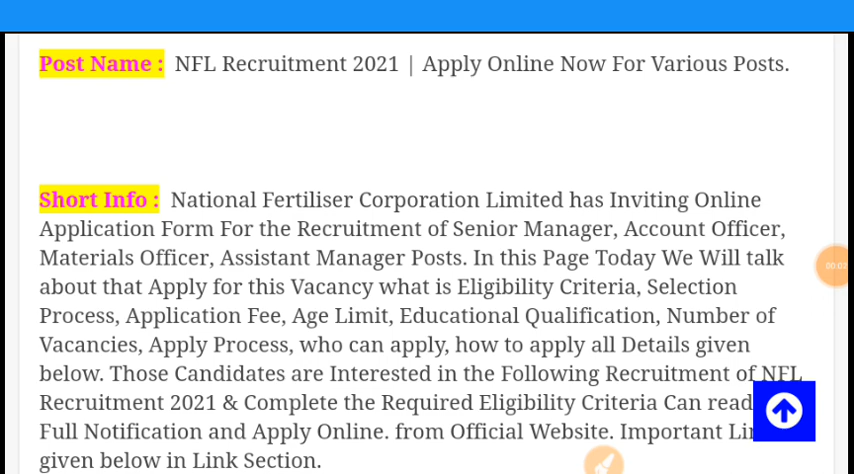 Post Name : NFL Recruitment 2021 | Apply Online Now For Various Posts.
Short Info : National Fertiliser Corporation Limited has Inviting Online
Application Form For the Recruitment of Senior Manager, Account Officer,
Materials Officer, Assistant Manager Posts. In this Page Today We Will talk
about that Apply for this Vacancy what is Eligibility Criteria, Selection
Process, Application Fee, Age Limit, Educational Qualification, Number of
Vacancies, Apply Process, who can apply, how to apply all Details given
below. Those Candidates are Interested in the Following Recruitment of NFL
Recruitment 2021 & Complete the Required Eligibility Criteria Can read
Full Notification and Apply Online. from Official Website. Important
given below in Link Section.